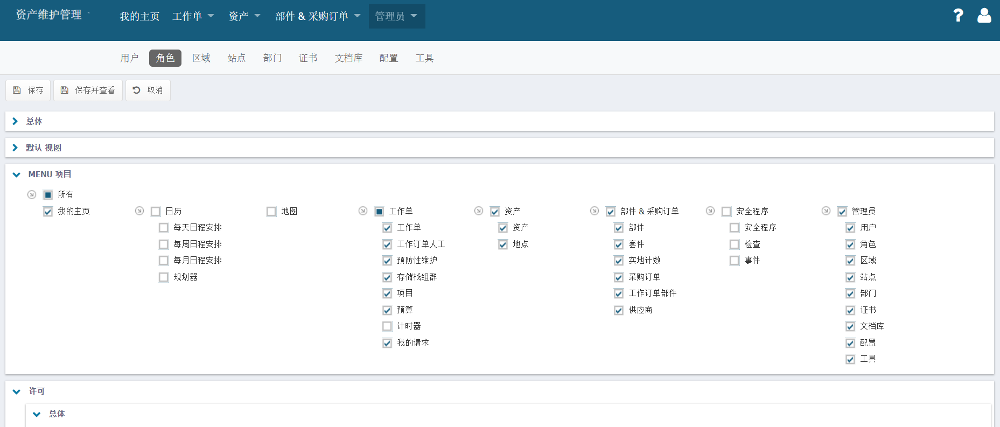 资产维护管理
我的主页 工作单 资产 部件 & 采购订单 管理员
用户 角色 区域 站点 部门 证书 文档库 配置 工具
保存 保存并查看 取消
总体
默认 视图
MENU 项目
所有
我的主页 日历 地图 工作单 资产 部件 & 采购订单 安全程序 管理员
每天日程安排 工作单 资产 部件 安全程序 用户
每周日程安排 工作订单人工 地点 套件 检查 角色
每月日程安排 预防性维护 实地计数 事件 区域
规划器 存储栈组群 采购订单 站点
项目 工作订单部件 部门
预算 供应商 证书
计时器 文档库
我的请求 配置
工具
许可
总体